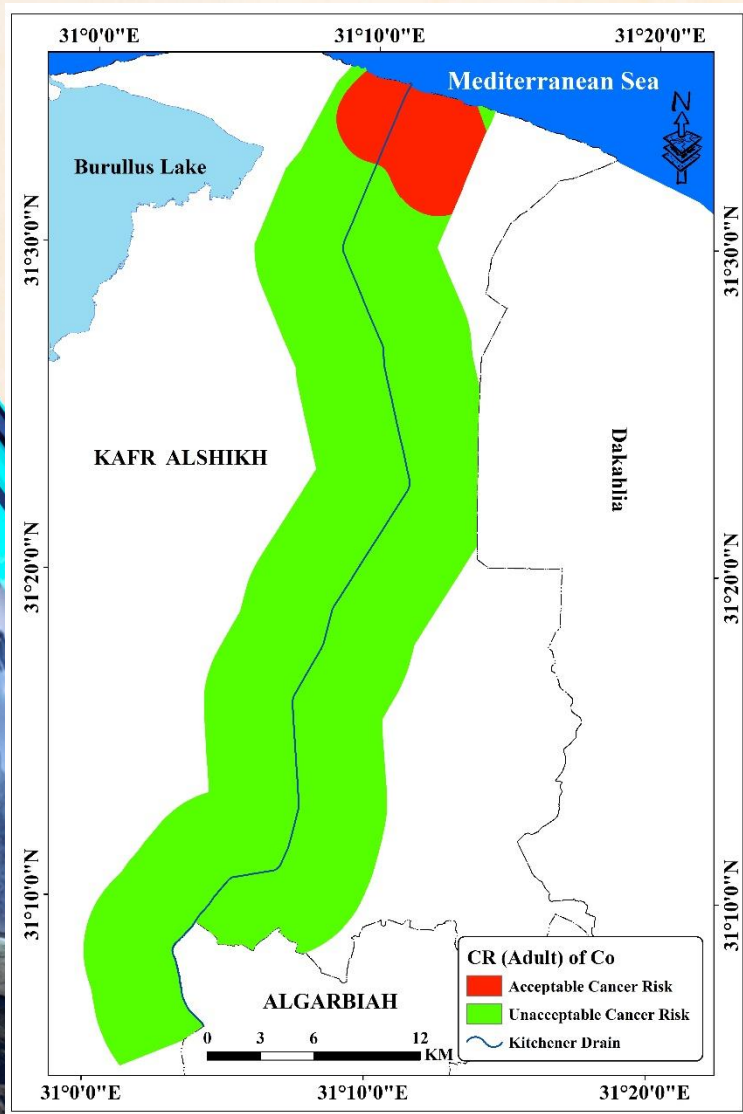 31°0'0"E
31°10'0"E
31°20'0"E
Mediterranean Sea
N
Burullus Lake
31°30'0"N
31°30'0"N
KAFR ALSHIKH
Dakahlia
31°20'0"N
31°20'0"N
31°10'0"N
31°10'0"N
ALGARBIAH
0 3 6 12
KM
CR (Adult) of Co
Acceptable Cancer Risk
Unacceptable Cancer Risk
Kitchener Drain
31°0'0"E
31°10'0"E
31°20'0"E